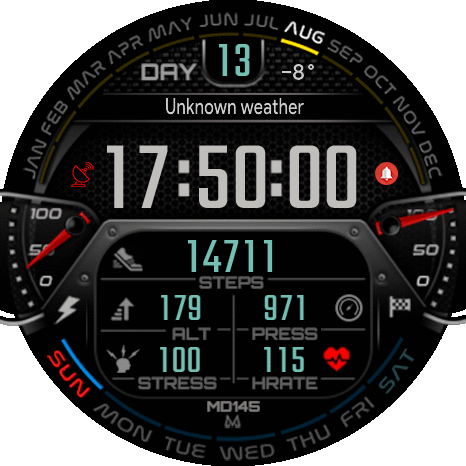 JAN FEB MAR APR MAY JUN JUL AUG SEP OCT NOV DEC
DAY 13 -8°
Unknown weather
17:50:00
100 100
50 50
0 0
14711
STEPS
179 971
ALT PRESS
100 115
STRESS HRATE
MD145
SUN MON TUE WED THU FRI SAT